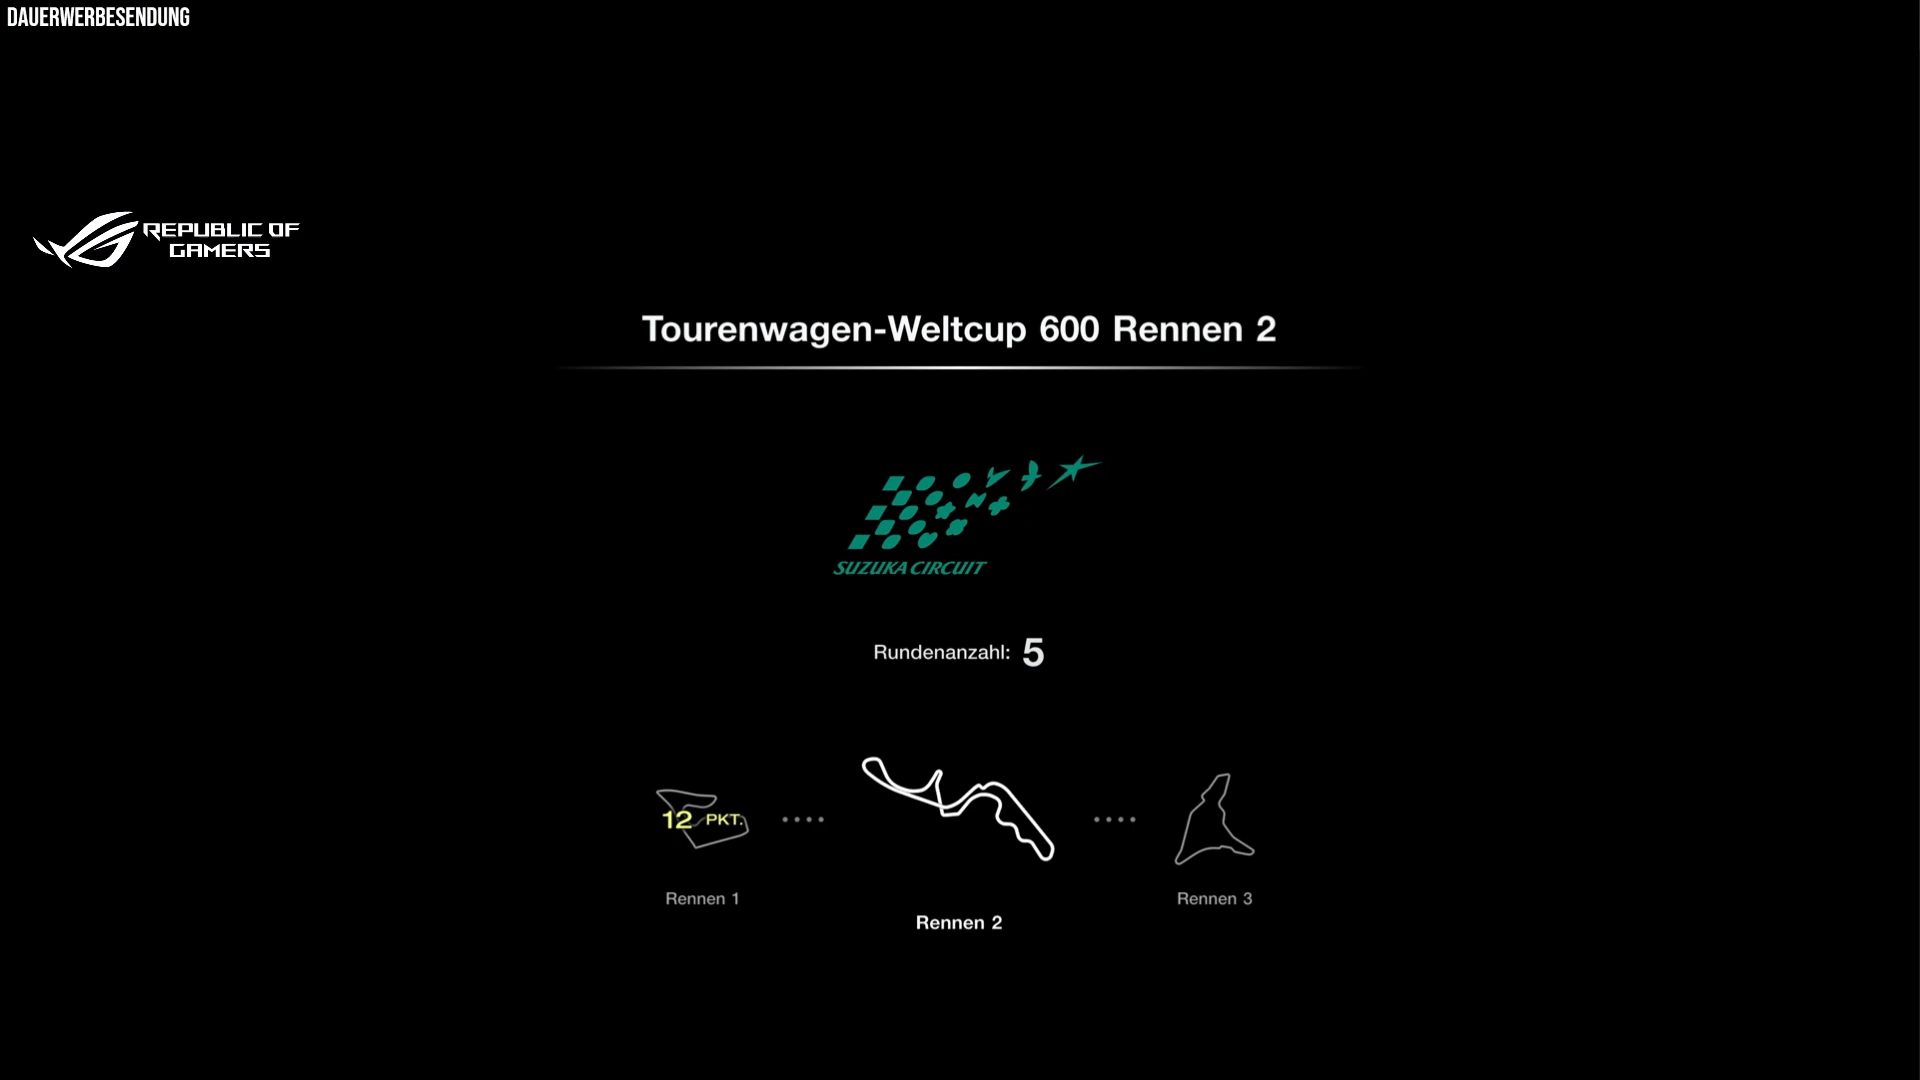 DAUERWERBESENDUNG
REPUBLIC OF
GAMERS
Tourenwagen-Weltcup 600 Rennen 2
SUZUKA CIRCUIT
Rundenanzahl: 5
12 PKT.
Rennen 1
Rennen 2
Rennen 3